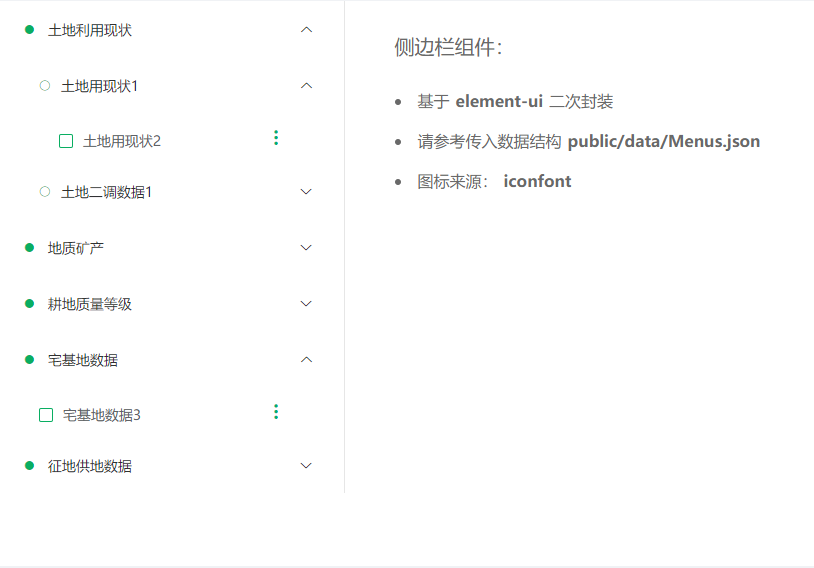 土地利用现状
土地用现状1
土地用现状2
土地二调数据1
地质矿产
耕地质量等级
宅基地数据
宅基地数据3
征地供地数据
侧边栏组件：
基于 element-ui 二次封装
请参考传入数据结构 public/data/Menus.json
图标来源： iconfont